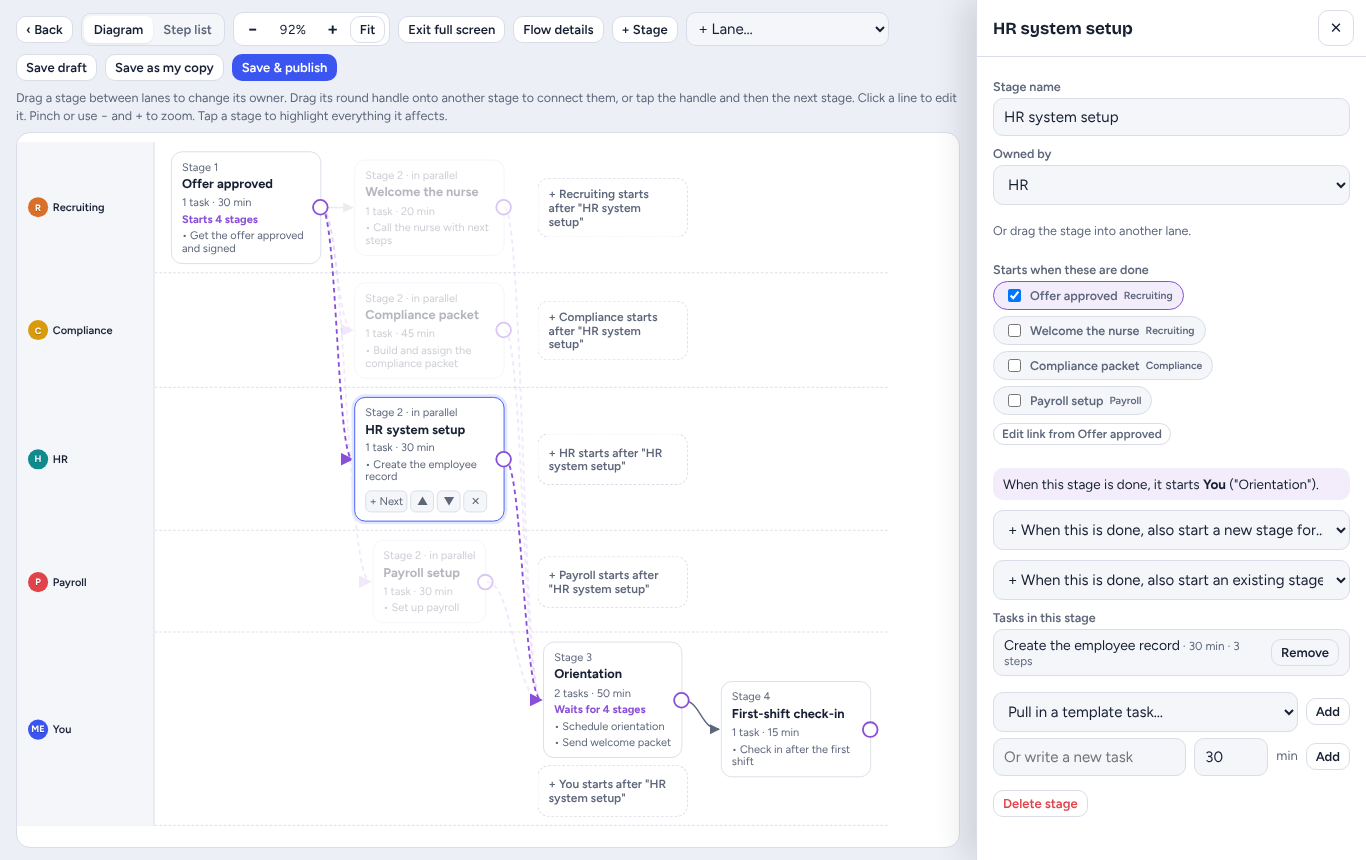 ‹ Back
Diagram
Step list
−
92%
+
Fit
Exit full screen
Flow details
+ Stage
+ Lane...
Save draft
Save as my copy
Save & publish
Drag a stage between lanes to change its owner. Drag its round handle onto another stage to connect them, or tap the handle and then the next stage. Click a line to edit
it. Pinch or use − and + to zoom. Tap a stage to highlight everything it affects.
R
Recruiting
Stage 1
Offer approved
1 task · 30 min
Starts 4 stages
• Get the offer approved
and signed
Stage 2 · in parallel
Welcome the nurse
1 task · 20 min
• Call the nurse with next
steps
+ Recruiting starts
after "HR system
setup"
C
Compliance
Stage 2 · in parallel
Compliance packet
1 task · 45 min
• Build and assign the
compliance packet
+ Compliance starts
after "HR system
setup"
H
HR
Stage 2 · in parallel
HR system setup
1 task · 30 min
• Create the employee
record
+ Next
▲
▼
✕
+ HR starts after "HR
system setup"
P
Payroll
Stage 2 · in parallel
Payroll setup
1 task · 30 min
• Set up payroll
+ Payroll starts after
"HR system setup"
ME
You
Stage 3
Orientation
2 tasks · 50 min
Waits for 4 stages
• Schedule orientation
• Send welcome packet
Stage 4
First-shift check-in
1 task · 15 min
• Check in after the first
shift
+ You starts after "HR
system setup"
HR system setup
✕
Stage name
HR system setup
Owned by
HR
Or drag the stage into another lane.
Starts when these are done
Offer approved Recruiting
Welcome the nurse Recruiting
Compliance packet Compliance
Payroll setup Payroll
Edit link from Offer approved
When this stage is done, it starts You ("Orientation").
+ When this is done, also start a new stage for..
+ When this is done, also start an existing stage
Tasks in this stage
Create the employee record · 30 min · 3
steps
Remove
Pull in a template task...
Add
Or write a new task
30
min
Add
Delete stage